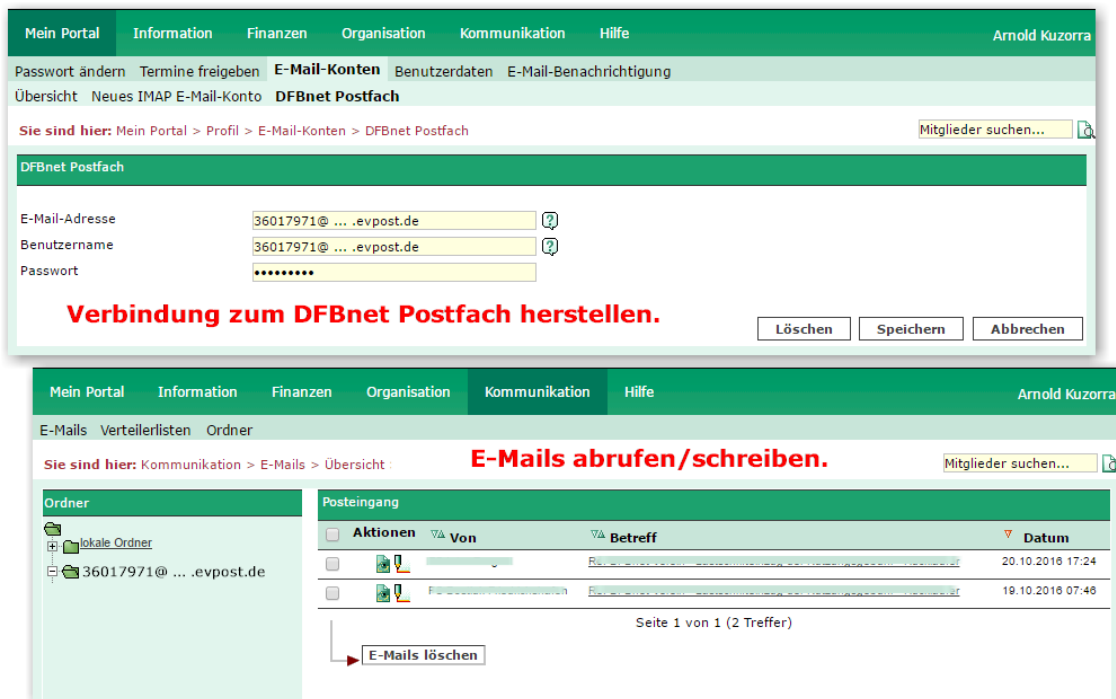 Mein Portal Information Finanzen Organisation Kommunikation Hilfe Arnold Kuzorra
Passwort ändern Termine freigeben E-Mail-Konten Benutzerdaten E-Mail-Benachrichtigung
Übersicht Neues IMAP E-Mail-Konto DFBnet Postfach
Sie sind hier: Mein Portal > Profil > E-Mail-Konten > DFBnet Postfach Mitglieder suchen...
DFBnet Postfach
E-Mail-Adresse 36017971@ ... .evpost.de
Benutzername 36017971@ ... .evpost.de
Passwort •••••••••
Verbindung zum DFBnet Postfach herstellen.
Löschen Speichern Abbrechen
Mein Portal Information Finanzen Organisation Kommunikation Hilfe Arnold Kuzorra
E-Mails Verteilerlisten Ordner
Sie sind hier: Kommunikation > E-Mails > Übersicht
E-Mails abrufen/schreiben.
Mitglieder suchen...
Ordner
lokale Ordner
36017971@ ... .evpost.de
Posteingang
Aktionen Von Betreff Datum
20.10.2016 17:24
19.10.2016 07:46
Seite 1 von 1 (2 Treffer)
E-Mails löschen